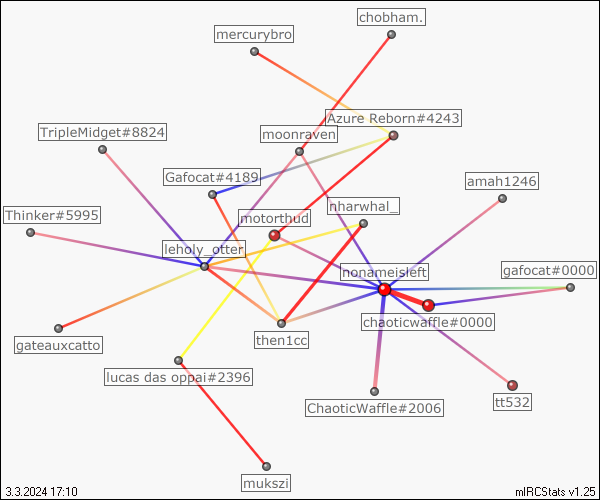 chobham.
mercurybro
Azure Reborn#4243
TripleMidget#8824
moonraven
Gafocat#4189
amah1246
nharwhal_
Thinker#5995
motorthud
leholy_otter
nonameisleft
gafocat#0000
chaoticwaffle#0000
then1cc
gateauxcatto
lucas das oppai#2396
tt532
ChaoticWaffle#2006
mukszi
3.3.2024 17:10
mIRCStats v1.25